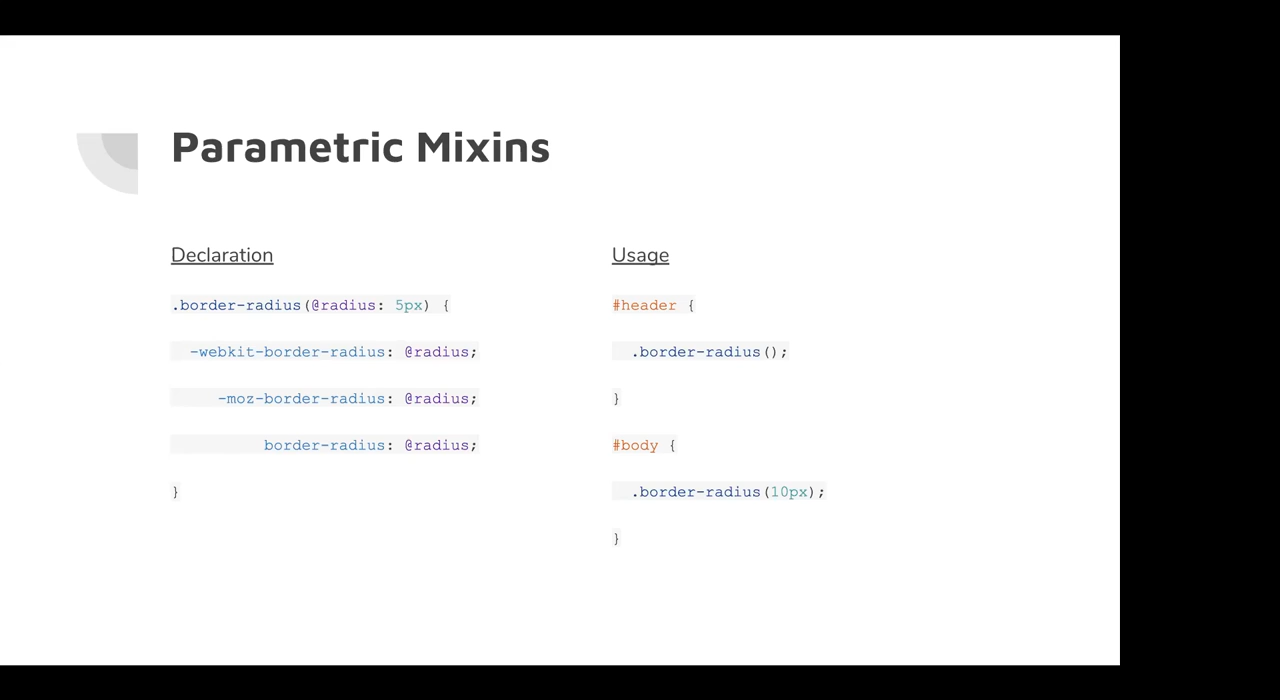 Parametric Mixins
Declaration
.border-radius(@radius: 5px) {
  -webkit-border-radius: @radius;
     -moz-border-radius: @radius;
          border-radius: @radius;
}
Usage
#header {
  .border-radius();
}
#body {
  .border-radius(10px);
}